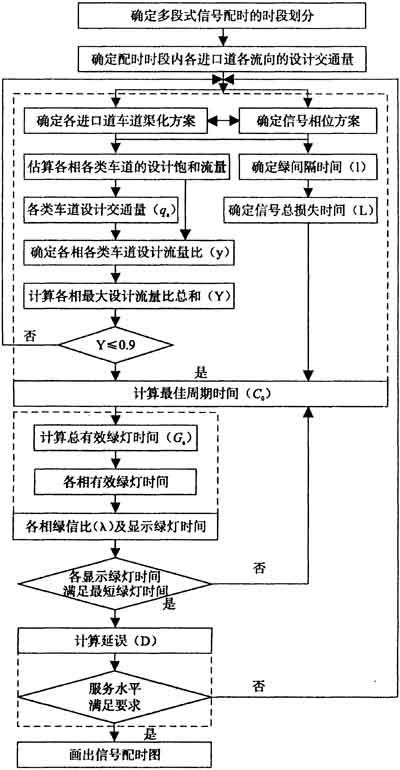 确定多段式信号配时的时段划分
确定配时时段内各进口道各流向的设计交通量
确定各进口道车道渠化方案
确定信号相位方案
估算各相各类车道的设计饱和流量
确定绿间隔时间（l）
各类车道设计交通量（qₙ）
确定信号总损失时间（L）
确定各相各类车道设计流量比（y）
计算各相最大设计流量比总和（Y）
否
Y≤0.9
是
计算最佳周期时间（C₀）
计算总有效绿灯时间（Gₑ）
各相有效绿灯时间
各相绿信比（λ）及显示绿灯时间
各显示绿灯时间
满足最短绿灯时间
否
是
计算延误（D）
服务水平
满足要求
否
是
画出信号配时图